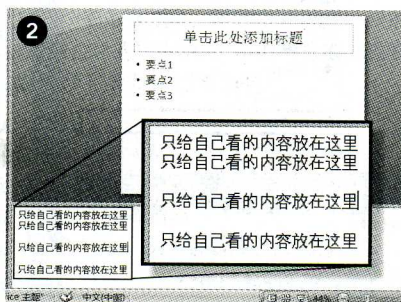 2
单击此处添加标题
• 要点1
• 要点2
• 要点3
只给自己看的内容放在这里
只给自己看的内容放在这里
只给自己看的内容放在这里
只给自己看的内容放在这里
只给自己看的内容放在这里
只给自己看的内容放在这里
只给自己看的内容放在这里
只给自己看的内容放在这里
ice 主题"
中文(中国)
44%